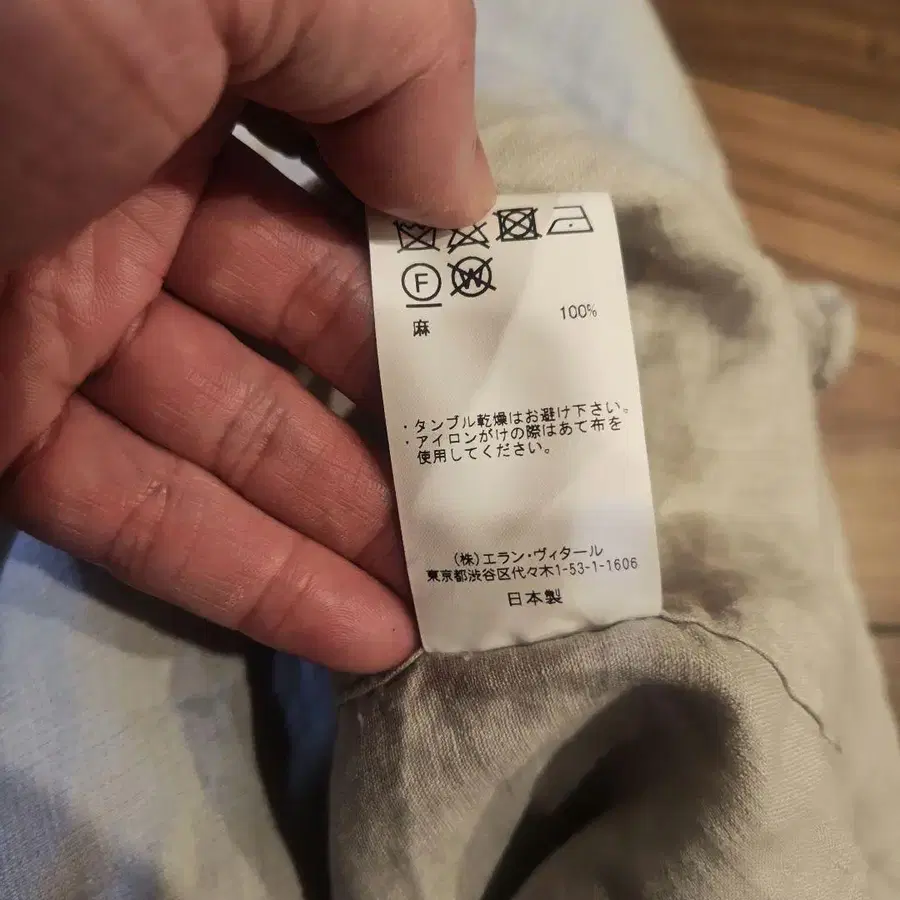 F W
麻 100%
・タンブル乾燥はお避け下さい。
・アイロンがけの際はあて布を
使用してください。
(株)エラン・ヴィタール
東京都渋谷区代々木1-53-1-1606
日本製